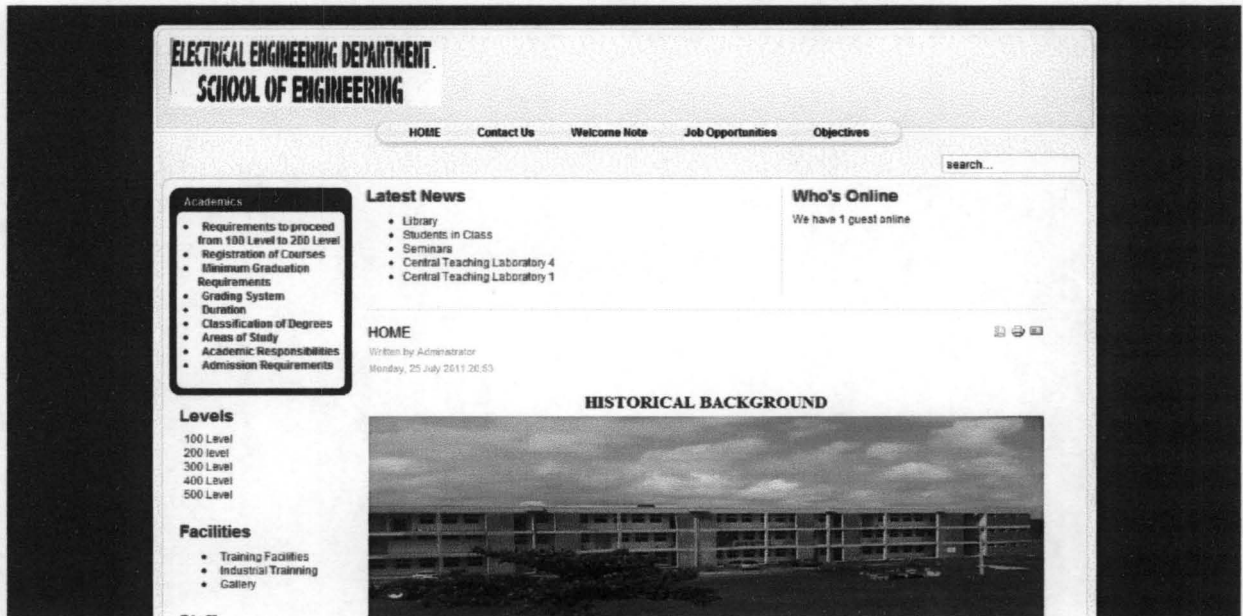 ELECTRICAL ENGINEERING DEPARTMENT.
SCHOOL OF ENGINEERING
HOME Contact Us Welcome Note Job Opportunities Objectives
search...
Academics
• Requirements to proceed
from 100 Level to 200 Level
• Registration of Courses
• Minimum Graduation
Requirements
• Grading System
• Duration
• Classification of Degrees
• Areas of Study
• Academic Responsibilities
• Admission Requirements
Levels
100 Level
200 level
300 Level
400 Level
500 Level
Facilities
• Training Facilities
• Industrial Trainning
• Gallery
Latest News
• Library
• Students in Class
• Seminars
• Central Teaching Laboratory 4
• Central Teaching Laboratory 1
Who's Online
We have 1 guest online
HOME
Written by Administrator
Monday, 25 July 2011 20:53
HISTORICAL BACKGROUND